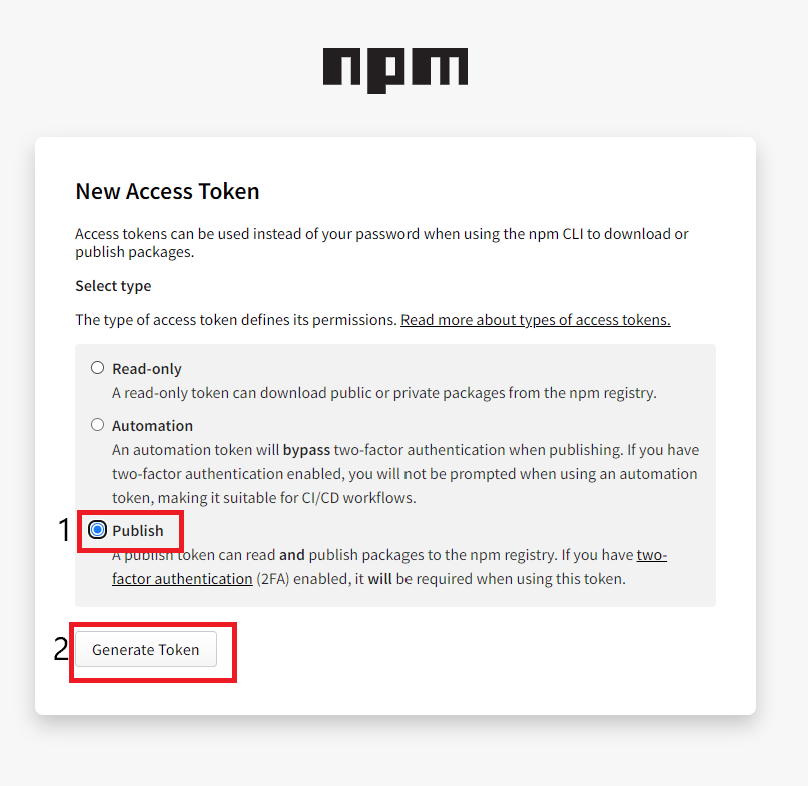 npm
New Access Token
Access tokens can be used instead of your password when using the npm CLI to download or
publish packages.
Select type
The type of access token defines its permissions. Read more about types of access tokens.
Read-only
A read-only token can download public or private packages from the npm registry.
Automation
An automation token will bypass two-factor authentication when publishing. If you have
two-factor authentication enabled, you will not be prompted when using an automation
token, making it suitable for CI/CD workflows.
1 Publish
A publish token can read and publish packages to the npm registry. If you have two-
factor authentication (2FA) enabled, it will be required when using this token.
2 Generate Token